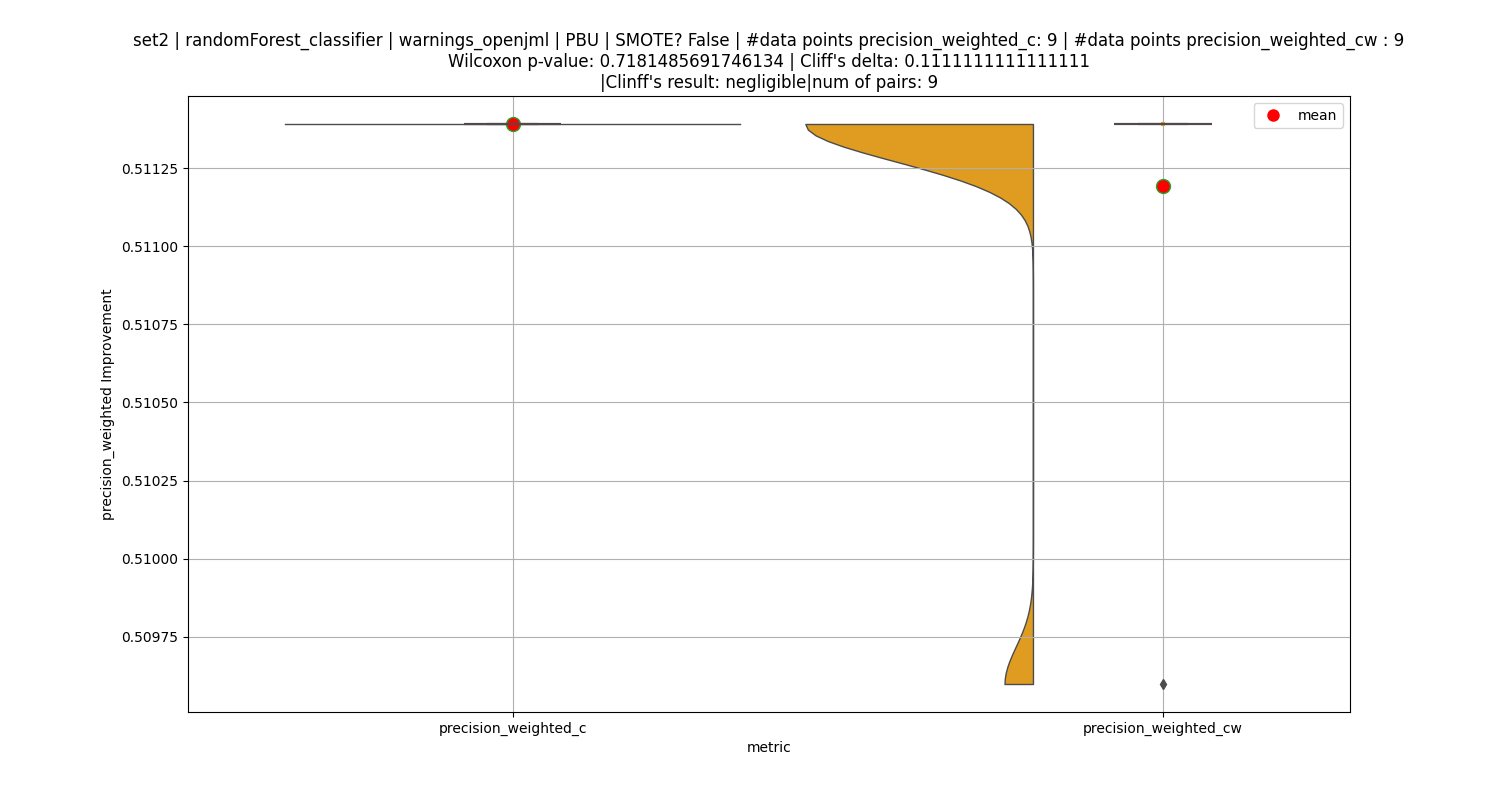 set2 | randomForest_classifier | warnings_openjml | PBU | SMOTE? False | #data points precision_weighted_c: 9 | #data points precision_weighted_cw : 9
Wilcoxon p-value: 0.7181485691746134 | Cliff's delta: 0.1111111111111111
|Clinff's result: negligible|num of pairs: 9
mean
0.51125
0.51100
0.51075
0.51050
0.51025
0.51000
0.50975
precision_weighted Improvement
precision_weighted_c
precision_weighted_cw
metric